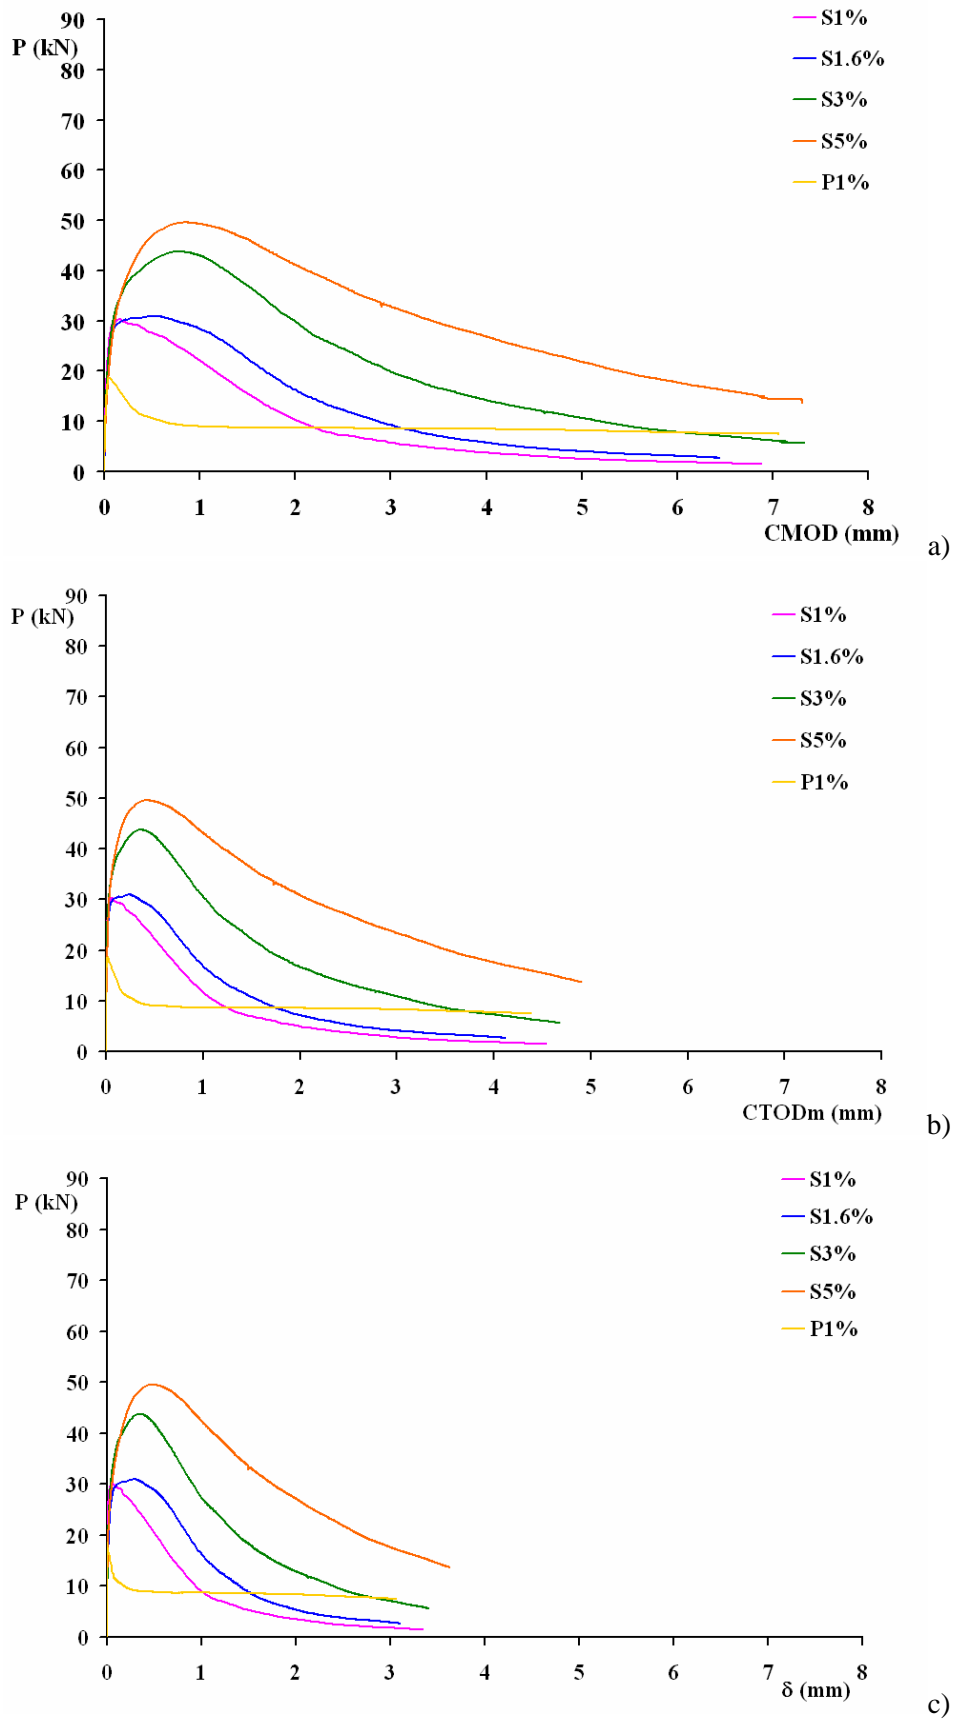 90
P (kN)
80
70
60
50
40
30
20
10
0
0 1 2 3 4 5 6 7 8
CMOD (mm)
S1%
S1.6%
S3%
S5%
P1%
a)
90
P (kN)
80
70
60
50
40
30
20
10
0
0 1 2 3 4 5 6 7 8
CTODm (mm)
S1%
S1.6%
S3%
S5%
P1%
b)
90
P (kN)
80
70
60
50
40
30
20
10
0
0 1 2 3 4 5 6 7 8
δ (mm)
S1%
S1.6%
S3%
S5%
P1%
c)